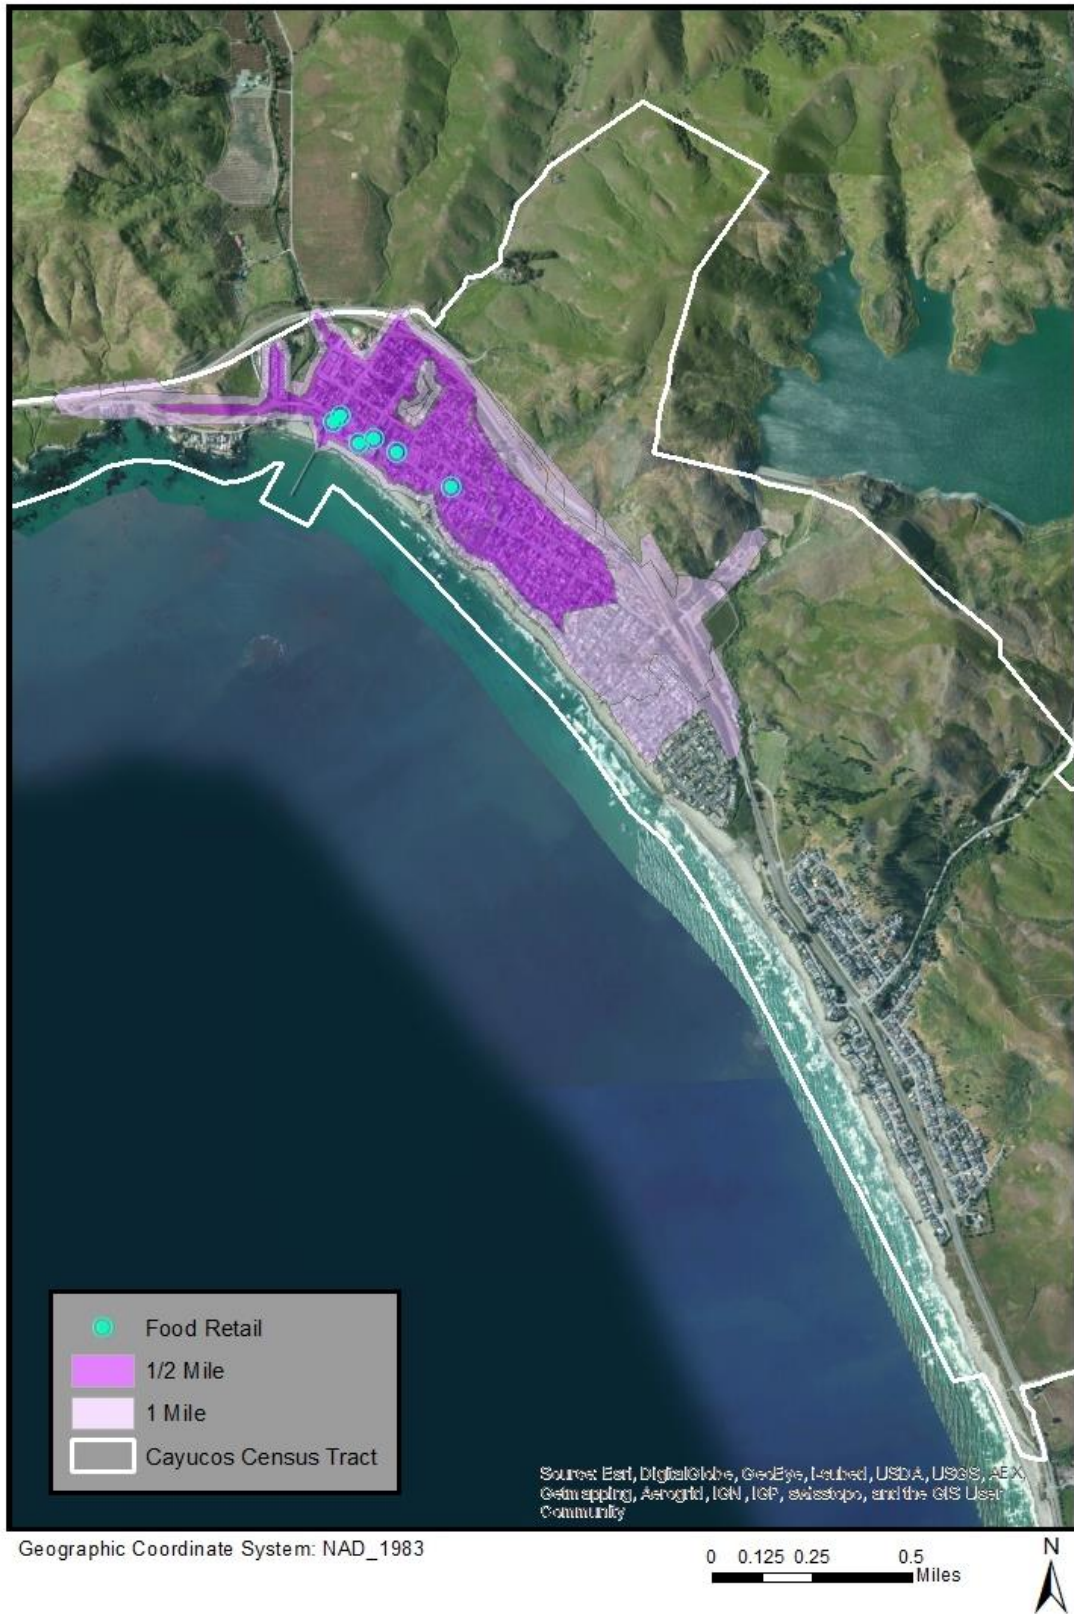 Food Retail
1/2 Mile
1 Mile
Cayucos Census Tract
Source: Esri, DigitalGlobe, GeoEye, i-cubed, USDA, USGS, AEX,
Getmapping, Aerogrid, IGN, IGP, swisstopo, and the GIS User
Community
Geographic Coordinate System: NAD_1983
0 0.125 0.25 0.5
Miles
N